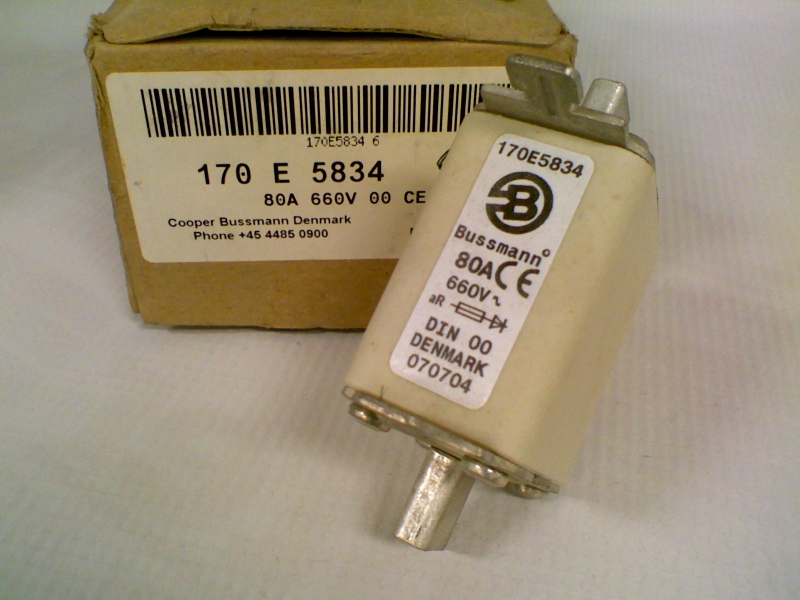 170E5834 6
170 E 5834
80A 660V 00 CE
Cooper Bussmann Denmark
Phone +45 4485 0900
170E5834
B
Bussmann
80A CE
660V~
aR
DIN 00
DENMARK
070704